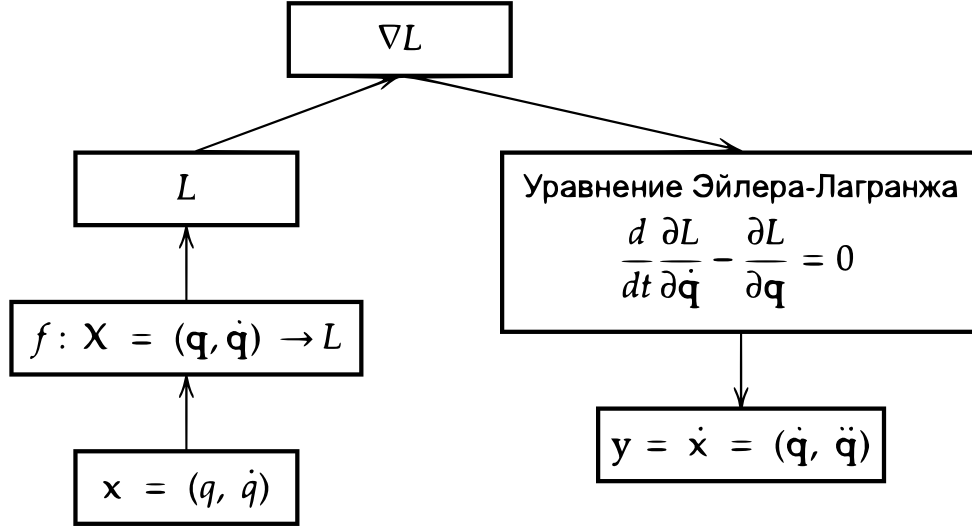 ∇L
L
Уравнение Эйлера-Лагранжа
d/dt ∂L/∂q̇ − ∂L/∂q = 0
f : X = (q, q̇) → L
y = ẋ = (q̇, q̈)
x = (q, q̇)